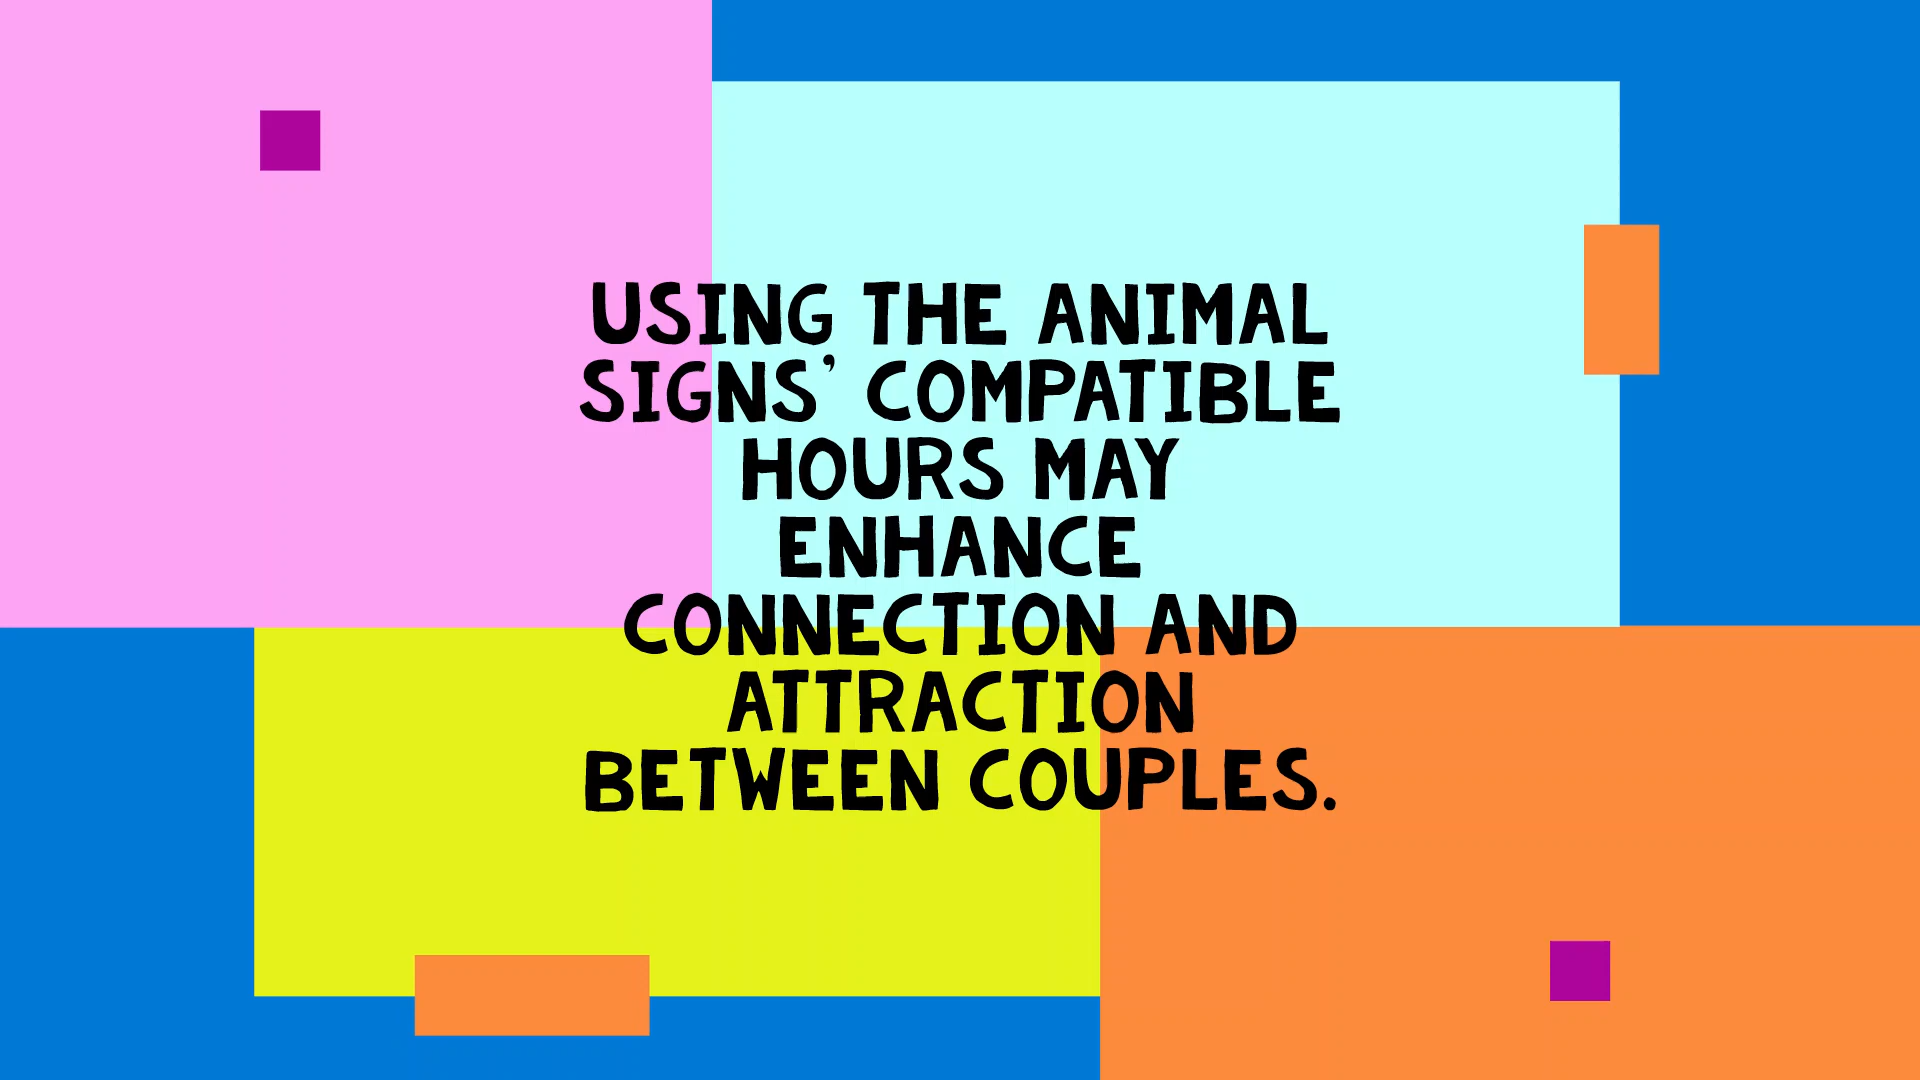 USING THE ANIMAL
SIGNS' COMPATIBLE
HOURS MAY
ENHANCE
CONNECTION AND
ATTRACTION
BETWEEN COUPLES.